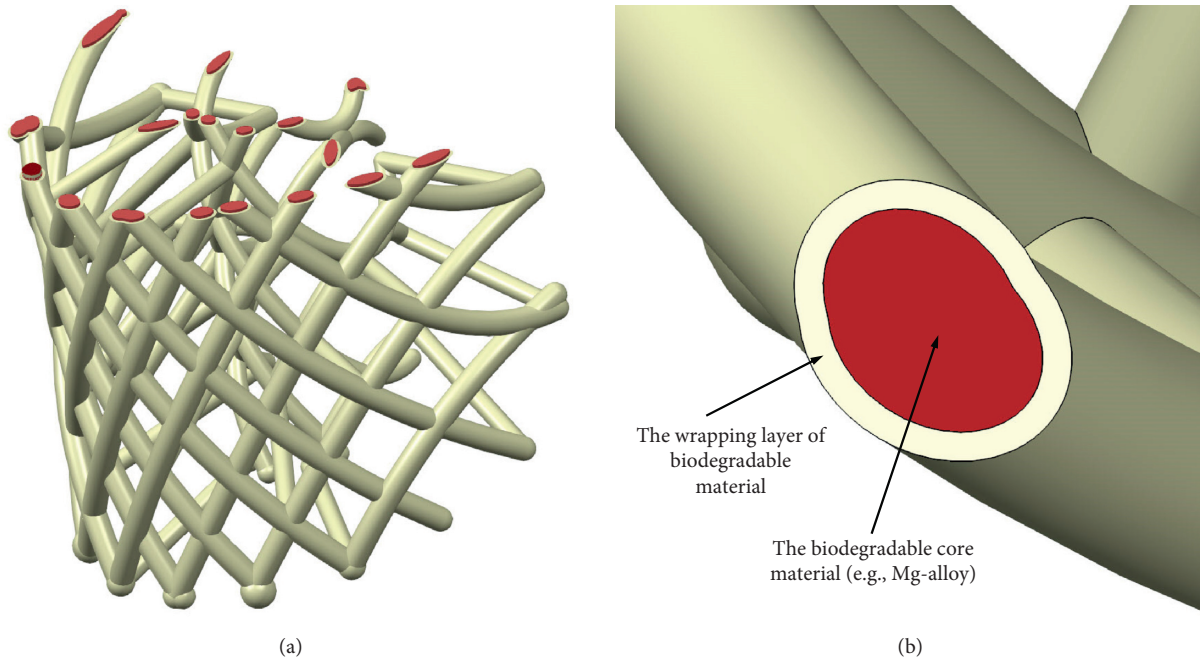 The wrapping layer of
biodegradable
material
The biodegradable core
material (e.g., Mg-alloy)
(a)
(b)